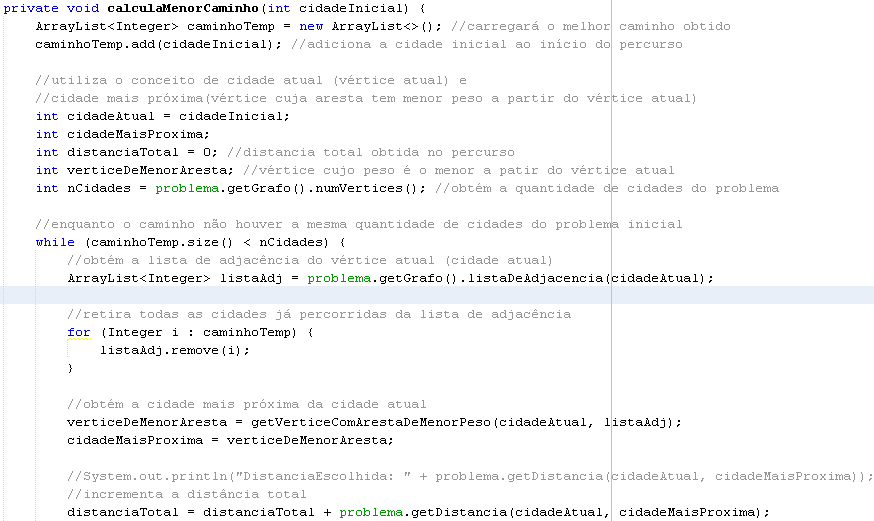 private void calculaMenorCaminho(int cidadeInicial) {
ArrayList<Integer> caminhoTemp = new ArrayList<>(); //carregará o melhor caminho obtido
caminhoTemp.add(cidadeInicial); //adiciona a cidade inicial ao início do percurso
//utiliza o conceito de cidade atual (vértice atual) e
//cidade mais próxima(vértice cuja aresta tem menor peso a partir do vértice atual)
int cidadeAtual = cidadeInicial;
int cidadeMaisProxima;
int distanciaTotal = 0; //distancia total obtida no percurso
int verticeDeMenorAresta; //vértice cujo peso é o menor a patir do vértice atual
int nCidades = problema.getGrafo().numVertices(); //obtém a quantidade de cidades do problema
//enquanto o caminho não houver a mesma quantidade de cidades do problema inicial
while (caminhoTemp.size() < nCidades) {
//obtém a lista de adjacência do vértice atual (cidade atual)
ArrayList<Integer> listaAdj = problema.getGrafo().listaDeAdjacencia(cidadeAtual);
//retira todas as cidades já percorridas da lista de adjacência
for (Integer i : caminhoTemp) {
listaAdj.remove(i);
}
//obtém a cidade mais próxima da cidade atual
verticeDeMenorAresta = getVerticeComArestaDeMenorPeso(cidadeAtual, listaAdj);
cidadeMaisProxima = verticeDeMenorAresta;
//System.out.println("DistanciaEscolhida: " + problema.getDistancia(cidadeAtual, cidadeMaisProxima));
//incrementa a distância total
distanciaTotal = distanciaTotal + problema.getDistancia(cidadeAtual, cidadeMaisProxima);